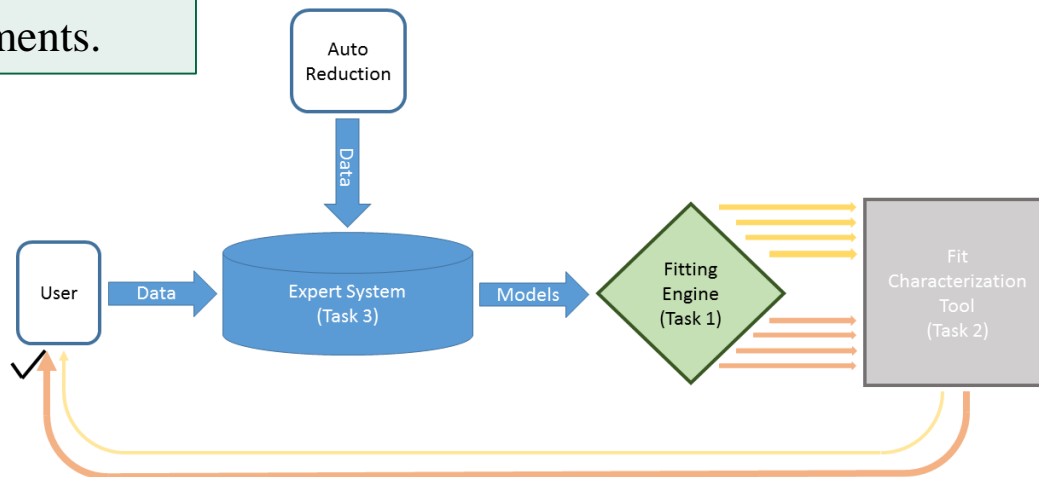 ments.
Auto
Reduction
Data
User
Data
Expert System
(Task 3)
Models
Fitting
Engine
(Task 1)
Fit
Characterization
Tool
(Task 2)